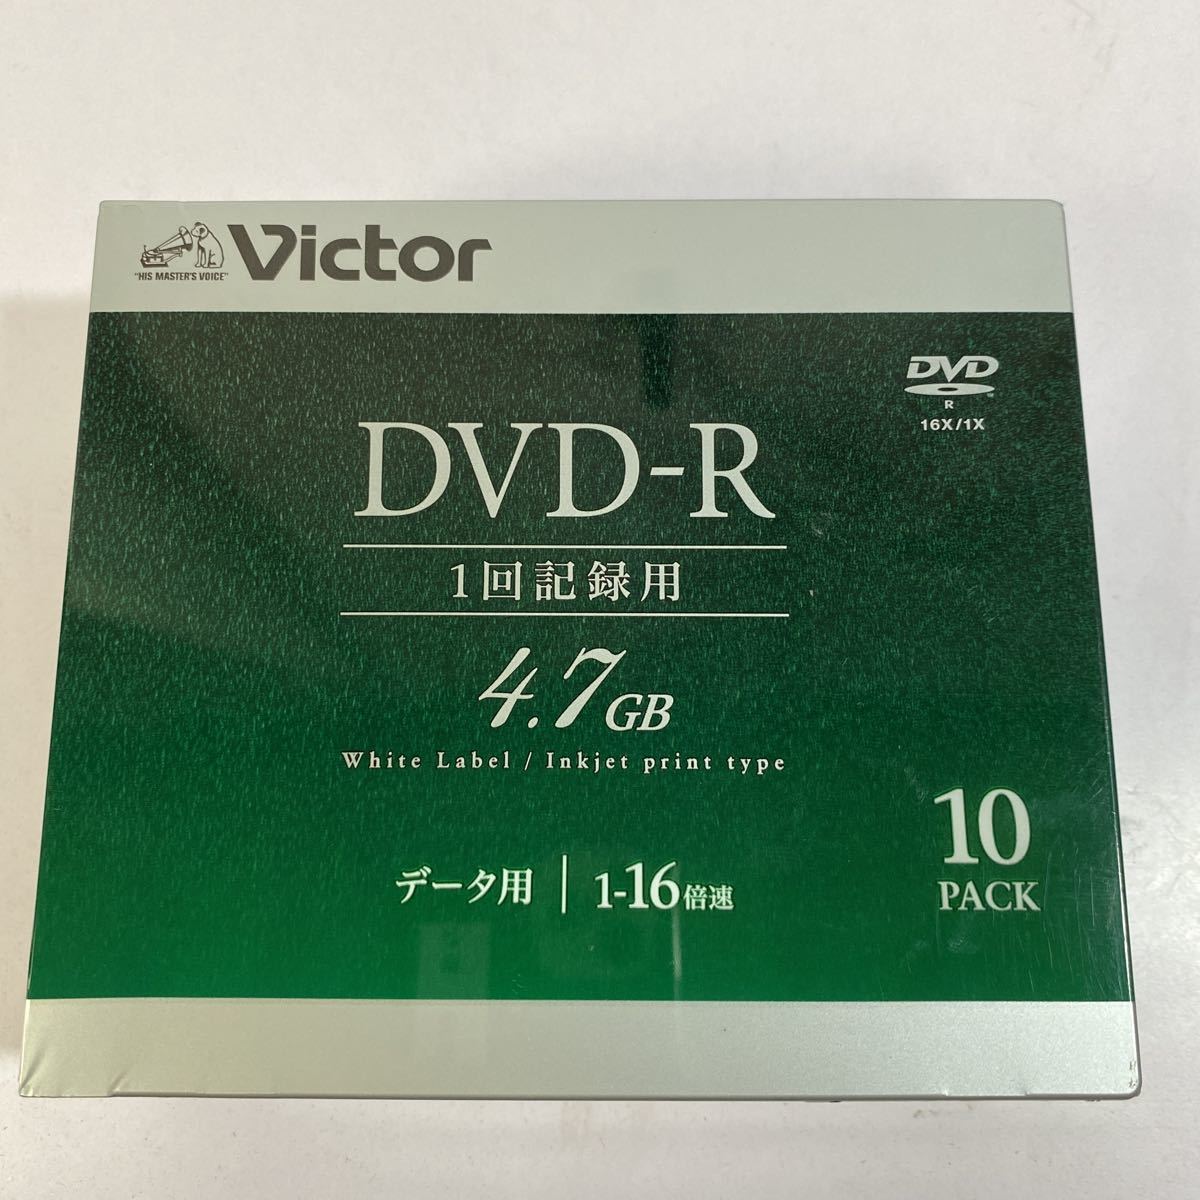 Victor
"HIS MASTER'S VOICE"
DVD
R
16X/1X
DVD-R
1回記録用
4.7GB
White Label / Inkjet print type
データ用 | 1-16倍速
10
PACK